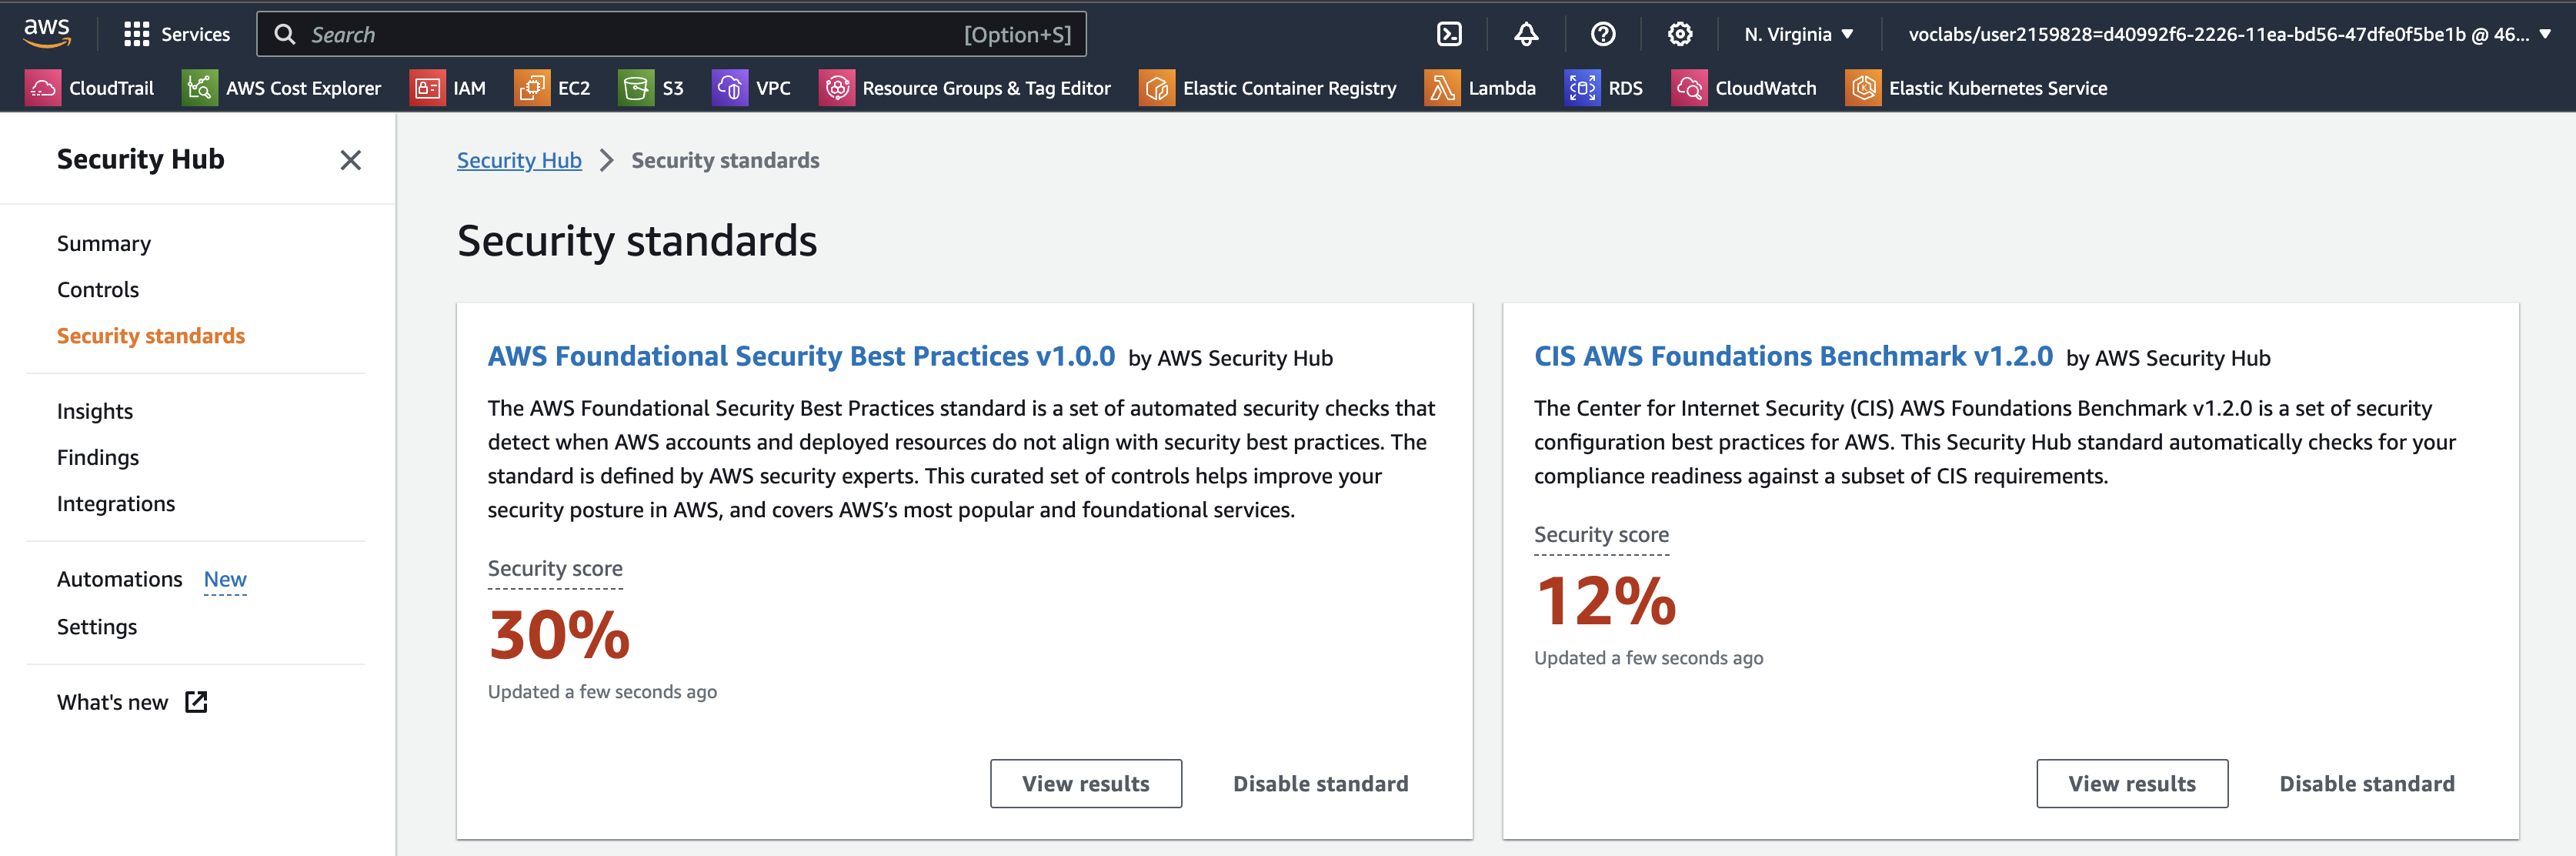 aws
Services
Search
[Option+S]
N. Virginia
voclabs/user2159828=d40992f6-2226-11ea-bd56-47dfe0f5be1b @ 46...
CloudTrail
AWS Cost Explorer
IAM
EC2
S3
VPC
Resource Groups & Tag Editor
Elastic Container Registry
Lambda
RDS
CloudWatch
Elastic Kubernetes Service
Security Hub
Summary
Controls
Security standards
Insights
Findings
Integrations
Automations New
Settings
What's new
Security Hub > Security standards
Security standards
AWS Foundational Security Best Practices v1.0.0 by AWS Security Hub
The AWS Foundational Security Best Practices standard is a set of automated security checks that
detect when AWS accounts and deployed resources do not align with security best practices. The
standard is defined by AWS security experts. This curated set of controls helps improve your
security posture in AWS, and covers AWS’s most popular and foundational services.
Security score
30%
Updated a few seconds ago
View results
Disable standard
CIS AWS Foundations Benchmark v1.2.0 by AWS Security Hub
The Center for Internet Security (CIS) AWS Foundations Benchmark v1.2.0 is a set of security
configuration best practices for AWS. This Security Hub standard automatically checks for your
compliance readiness against a subset of CIS requirements.
Security score
12%
Updated a few seconds ago
View results
Disable standard